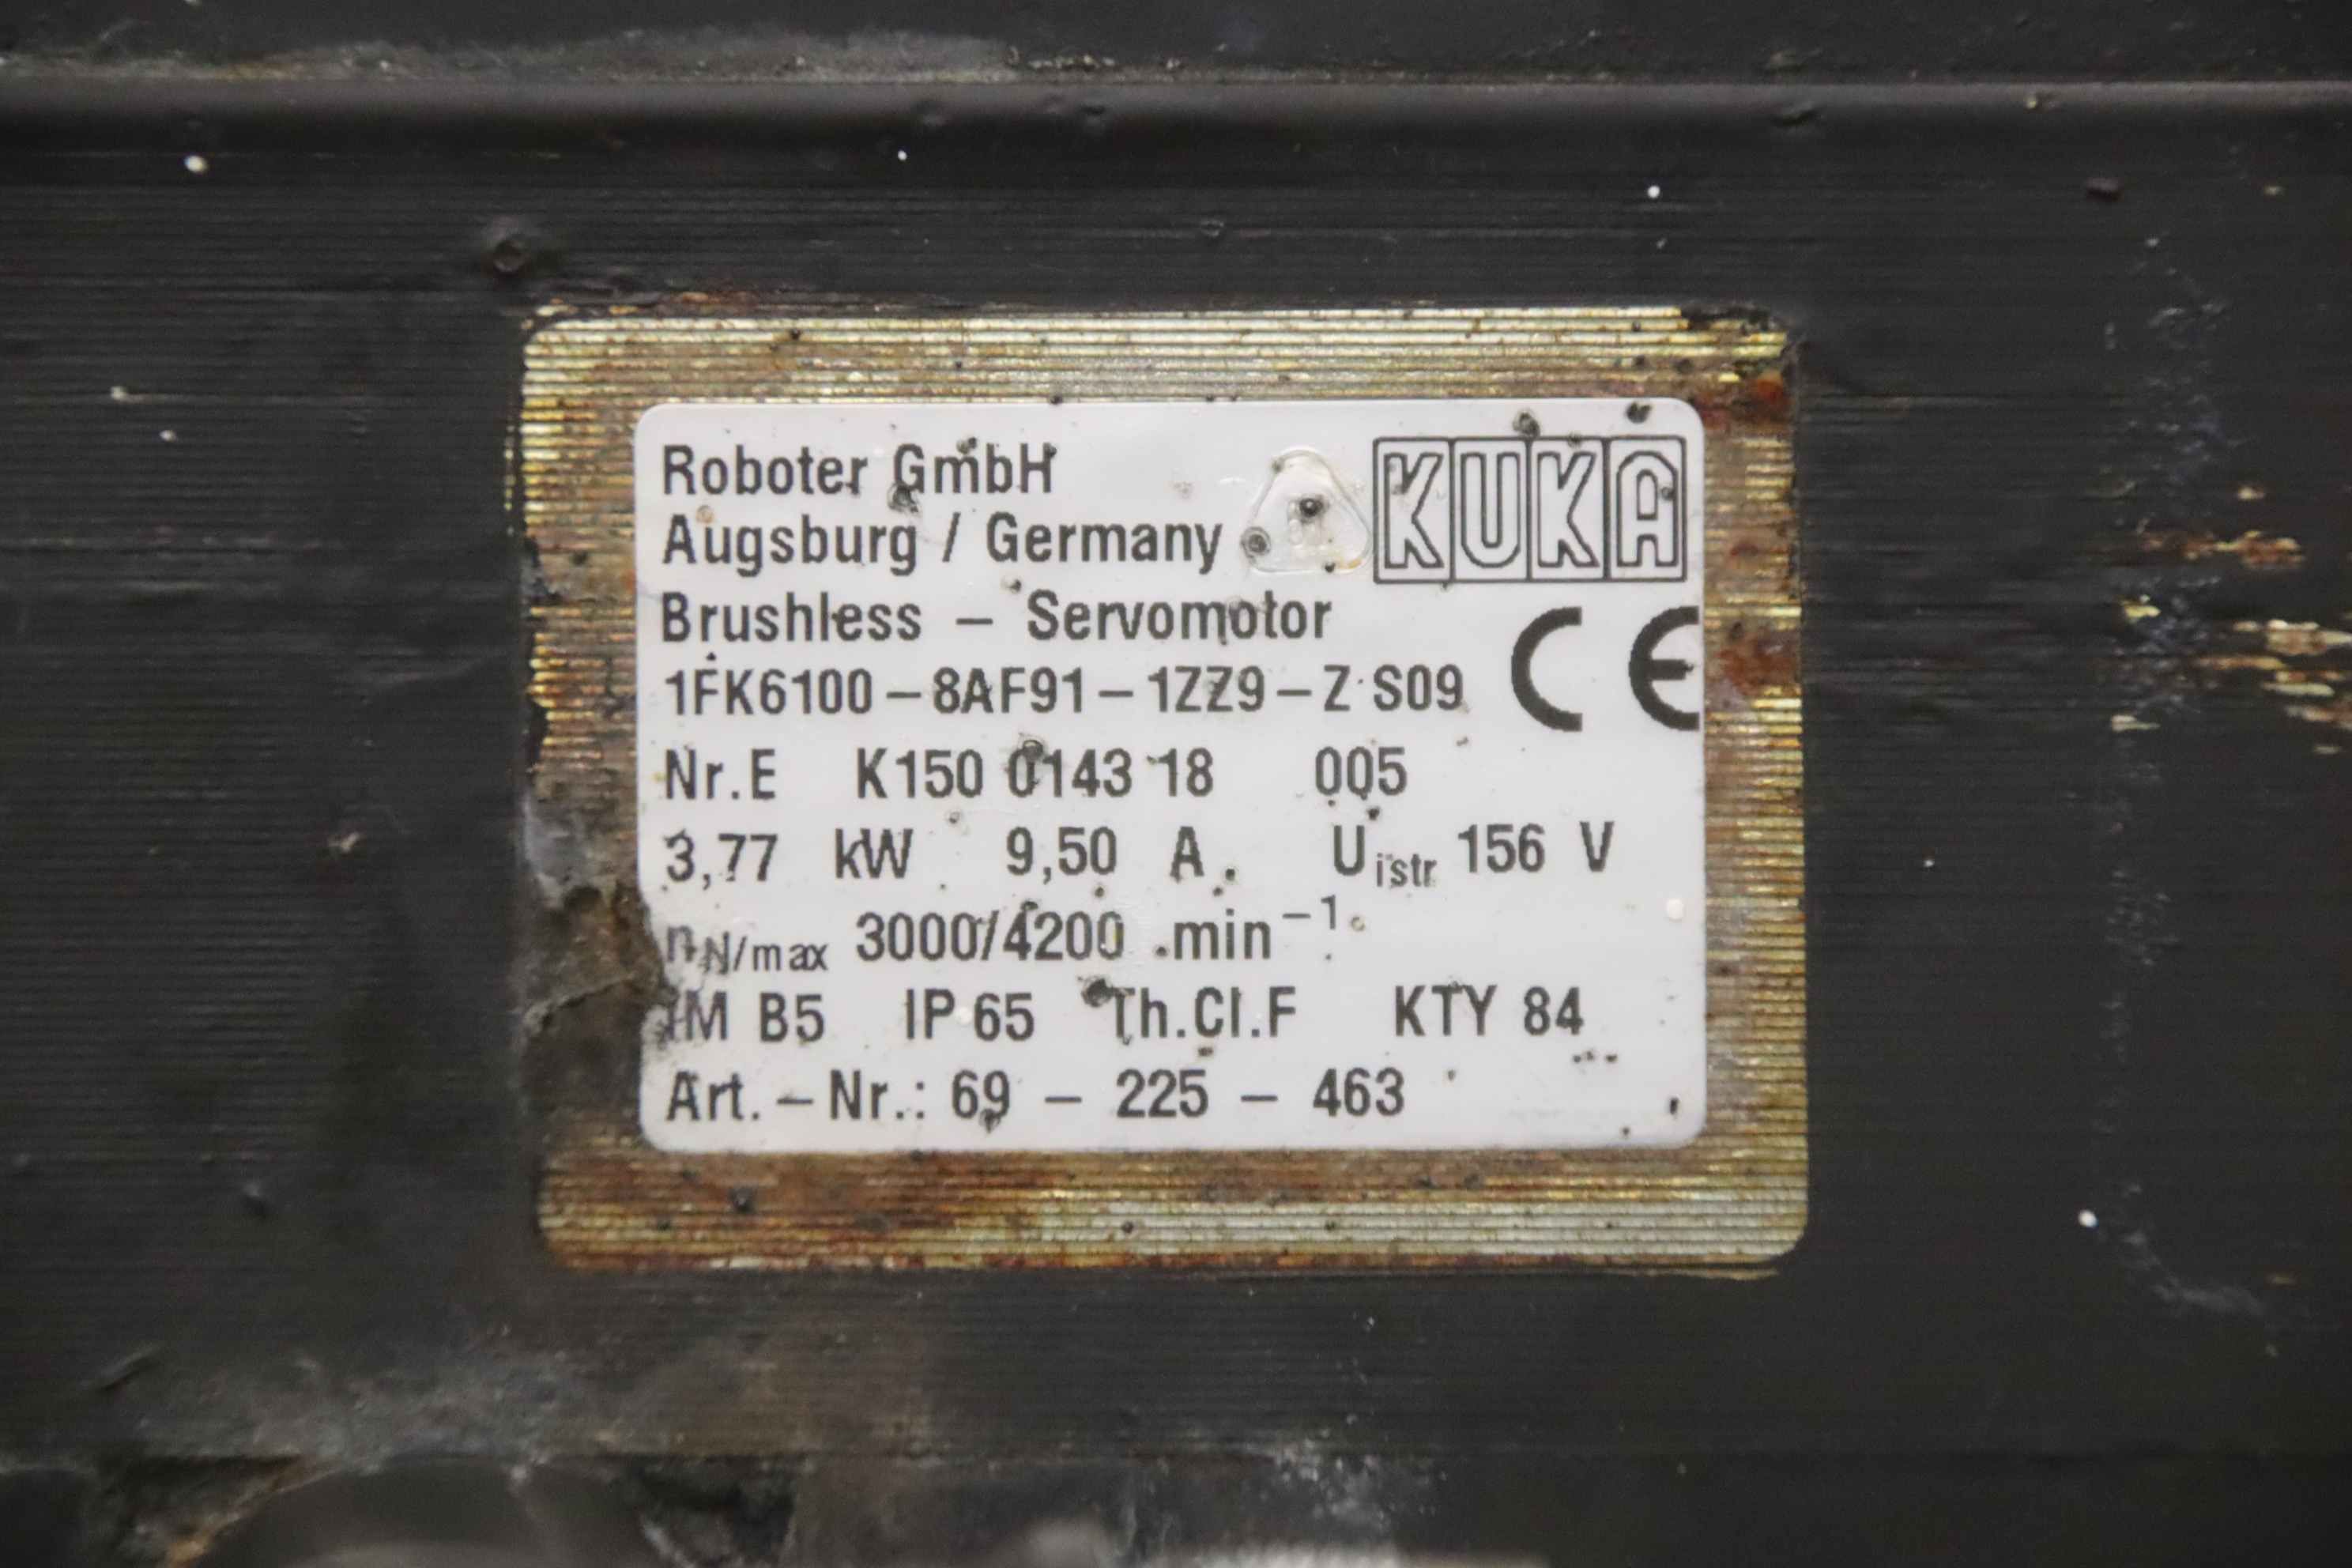 Roboter GmbH
Augsburg / Germany
KUKA
Brushless – Servomotor
1FK6100–8AF91–1ZZ9–Z S09
CE
Nr.E K150 0143 18 005
3,77 kW 9,50 A Uistr 156 V
nN/max 3000/4200 min⁻¹
IM B5 IP 65 Th.Cl.F KTY 84
Art.–Nr.: 69 – 225 – 463